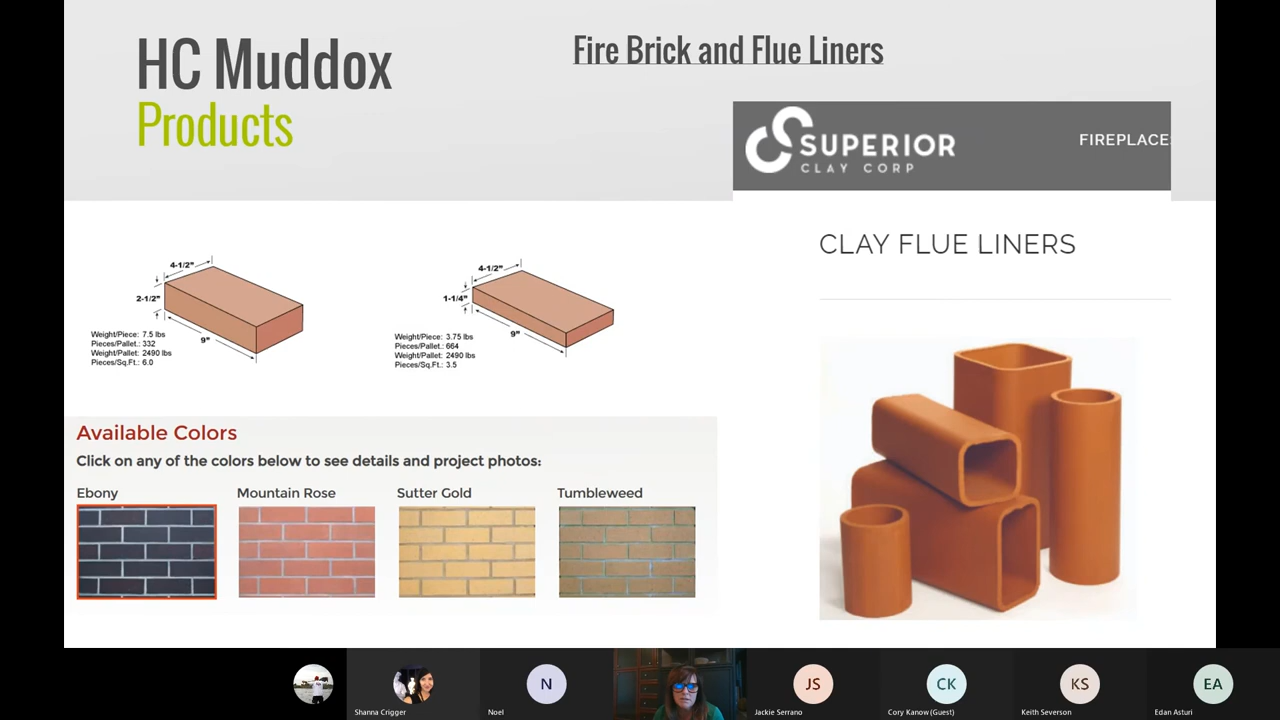 HC Muddox
Products
Fire Brick and Flue Liners
SUPERIOR
CLAY CORP
FIREPLACE
CLAY FLUE LINERS
4-1/2"
2-1/2"
9"
Weight/Piece: 7.5 lbs
Pieces/Pallet.: 332
Weight/Pallet: 2490 lbs
Pieces/Sq.Ft.: 6.0
4-1/2"
1-1/4"
9"
Weight/Piece: 3.75 lbs
Pieces/Pallet.: 664
Weight/Pallet: 2490 lbs
Pieces/Sq.Ft.: 3.5
Available Colors
Click on any of the colors below to see details and project photos:
Ebony
Mountain Rose
Sutter Gold
Tumbleweed
N
JS
CK
KS
EA
Shanna Crigger
Noel
Jackie Serrano
Cory Kanow (Guest)
Keith Severson
Edan Asturi